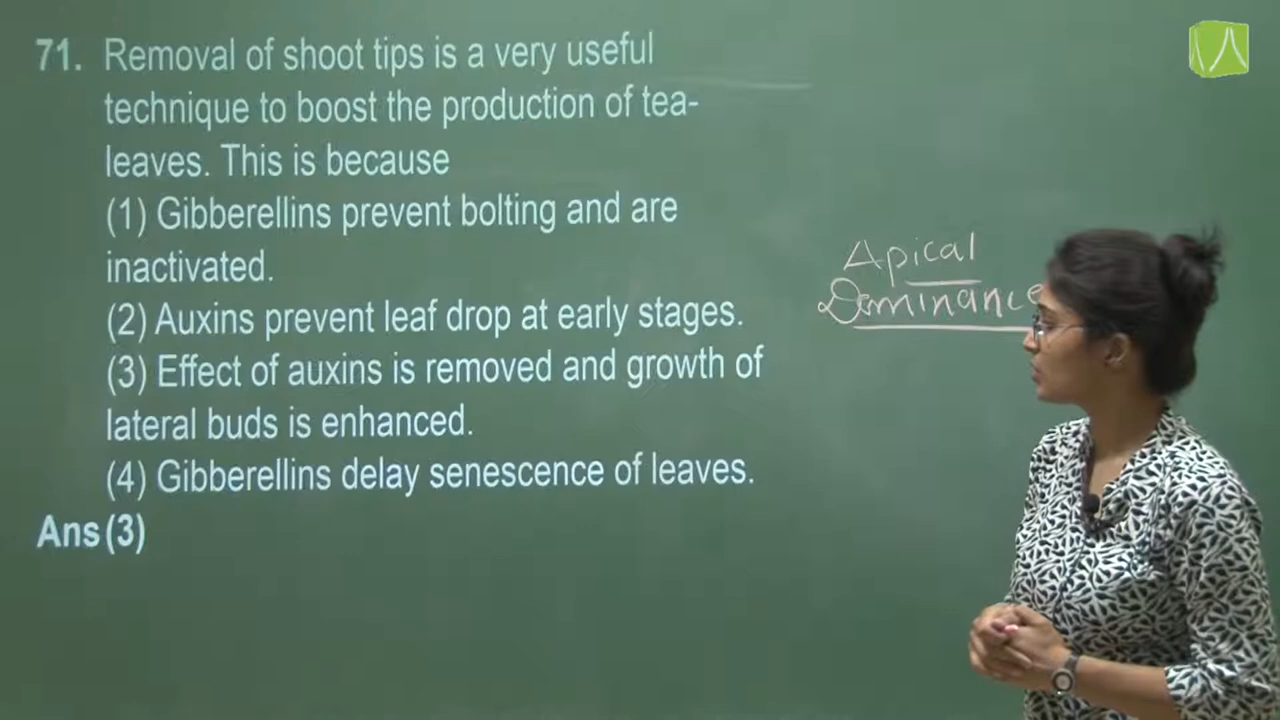 71. Removal of shoot tips is a very useful
technique to boost the production of tea-
leaves. This is because
(1) Gibberellins prevent bolting and are
inactivated.
(2) Auxins prevent leaf drop at early stages.
(3) Effect of auxins is removed and growth of
lateral buds is enhanced.
(4) Gibberellins delay senescence of leaves.
Ans (3)
Apical
Dominance